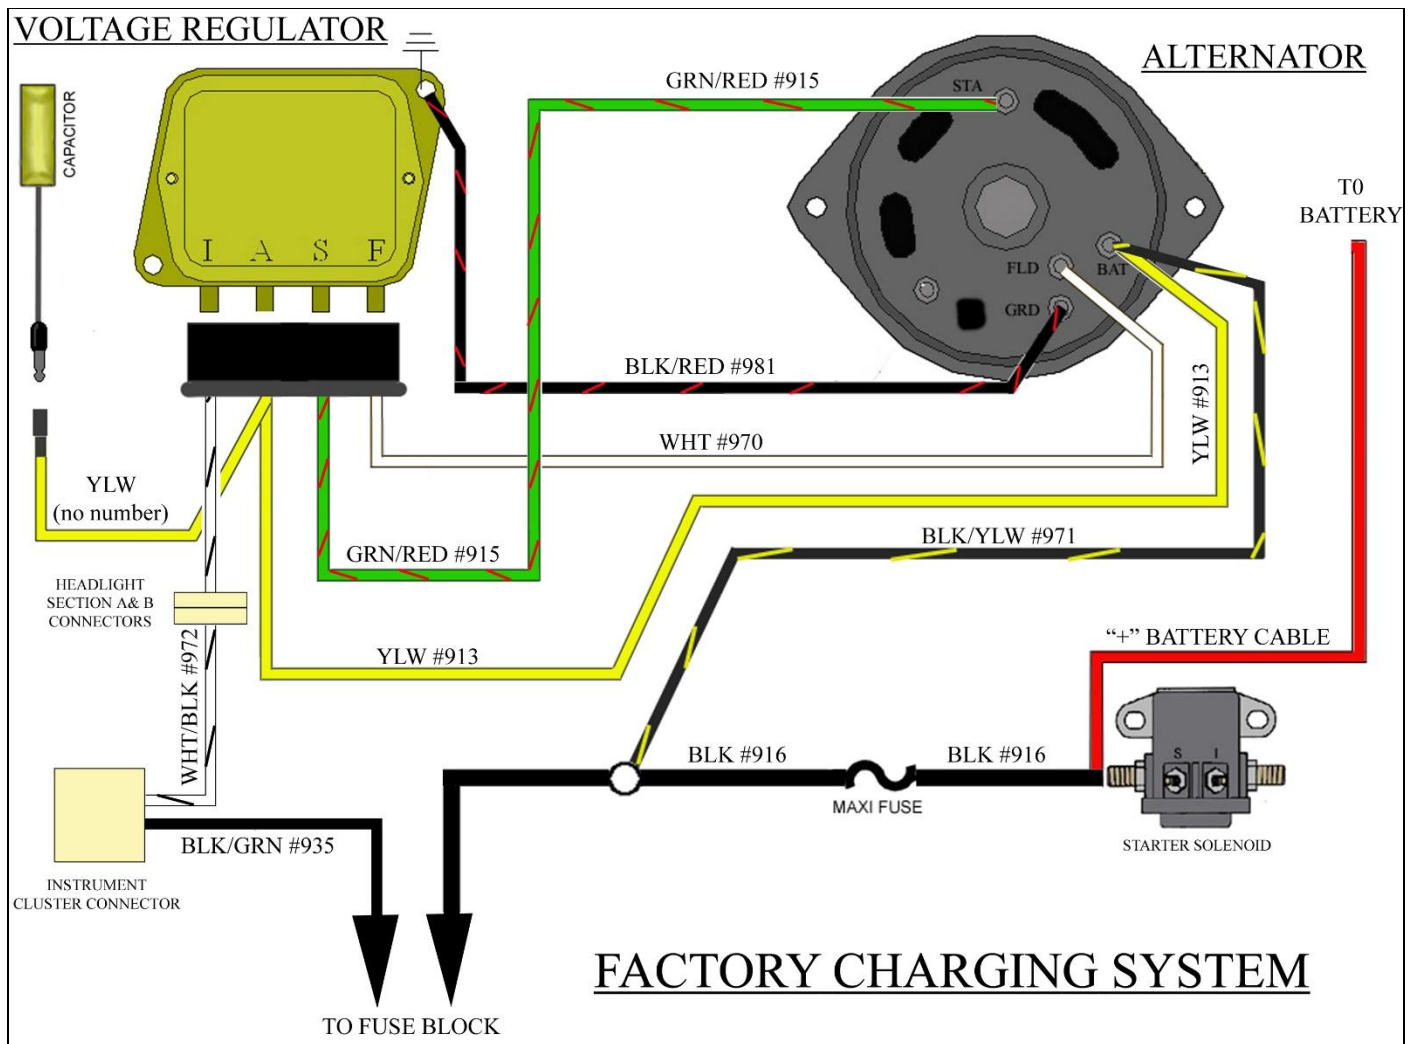 VOLTAGE REGULATOR
ALTERNATOR
CAPACITOR
GRN/RED #915
STA
T0
BATTERY
I A S F
FLD
BAT
GRD
BLK/RED #981
YLW #913
WHT #970
YLW
(no number)
BLK/YLW #971
GRN/RED #915
HEADLIGHT
SECTION A& B
CONNECTORS
YLW #913
“+” BATTERY CABLE
WHT/BLK #972
BLK #916
BLK #916
S I
MAXI FUSE
STARTER SOLENOID
BLK/GRN #935
INSTRUMENT
CLUSTER CONNECTOR
FACTORY CHARGING SYSTEM
TO FUSE BLOCK